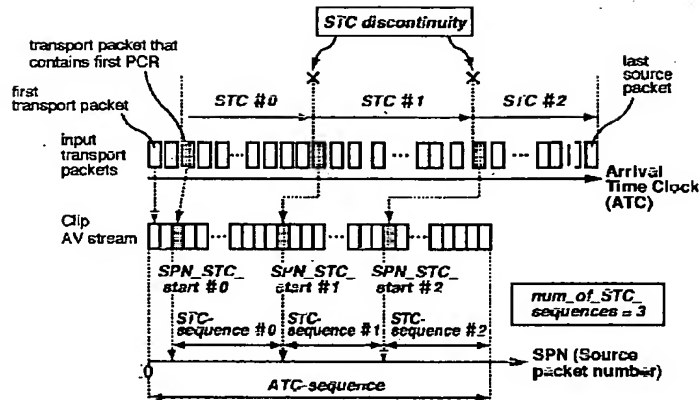 STC discontinuity
transport packet that
contains first PCR
first
transport packet
last
source
packet
STC #0
STC #1
STC #2
input
transport
packets
Arrival
Time Clock
(ATC)
Clip
AV stream
SPN_STC_
start #0
SPN_STC_
start #1
SPN_STC_
start #2
num_of_STC_
sequences = 3
STC-
sequence #0
STC-
sequence #1
STC-
sequence #2
0
SPN (Source
packet number)
ATC-sequence